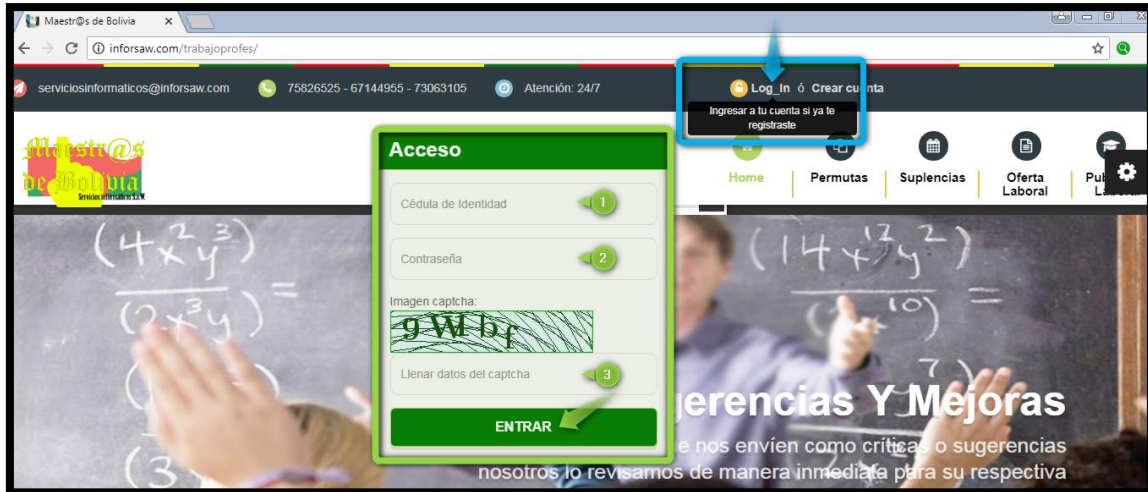 Maestr@s de Bolivia
inforsaw.com/trabajoprofes/
serviciosinformaticos@inforsaw.com 75826525 - 67144955 - 73063105 Atención: 24/7 Log_In ó Crear cuenta
Ingresar a tu cuenta si ya te
registraste
Maestr@s
de Bolivia
Servicios informáticos S.a.W.
Home Permutas Suplencias Oferta
Laboral
Acceso
Cédula de Identidad 1
Contraseña 2
Imagen captcha:
9 W b f
Llenar datos del captcha 3
ENTRAR
erencias Y Mejoras
e nos envíen como críticas o sugerencias
nosotros lo revisamos de manera inmediata para su respectiva